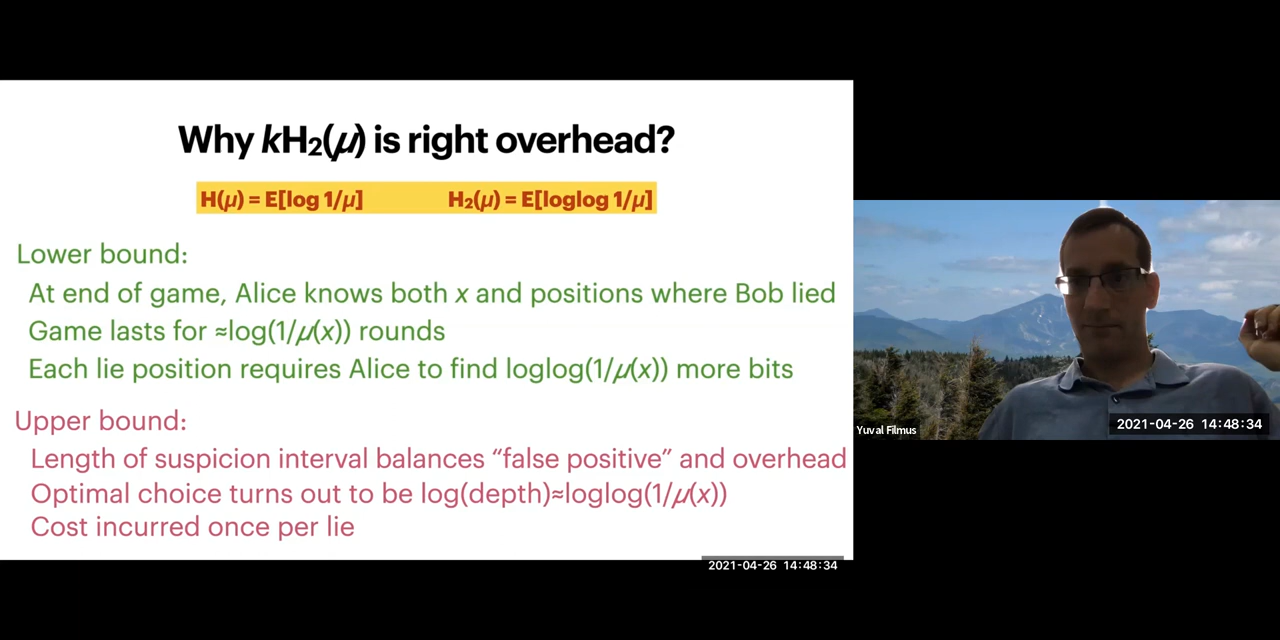 Why kH₂(μ) is right overhead?
H(μ) = E[log 1/μ] H₂(μ) = E[loglog 1/μ]
Lower bound:
At end of game, Alice knows both x and positions where Bob lied
Game lasts for ≈log(1/μ(x)) rounds
Each lie position requires Alice to find loglog(1/μ(x)) more bits
Upper bound:
Length of suspicion interval balances “false positive” and overhead
Optimal choice turns out to be log(depth)≈loglog(1/μ(x))
Cost incurred once per lie
2021-04-26 14:48:34
Yuval Filmus
2021-04-26 14:48:34